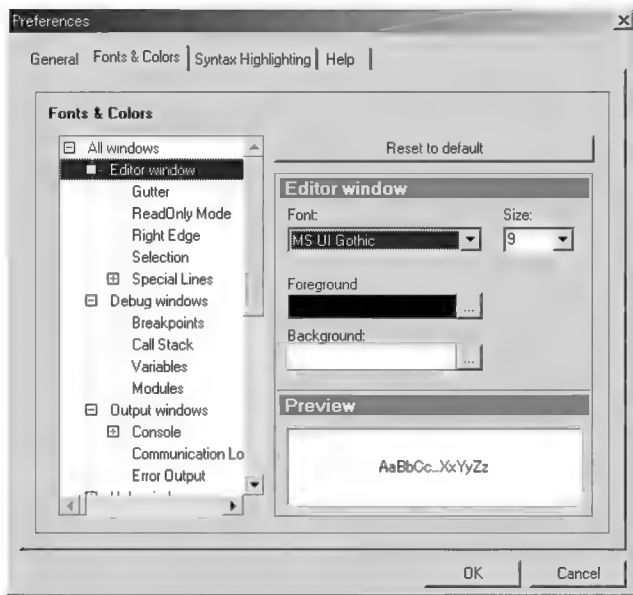 Preferences
General Fonts & Colors Syntax Highlighting Help
Fonts & Colors
All windows
Editor window
Gutter
ReadOnly Mode
Right Edge
Selection
Special Lines
Debug windows
Breakpoints
Call Stack
Variables
Modules
Output windows
Console
Communication Lo
Error Output
Reset to default
Editor window
Font: Size:
MS UI Gothic 9
Foreground
...
Background:
...
Preview
AaBbCc...XxYyZz
OK Cancel